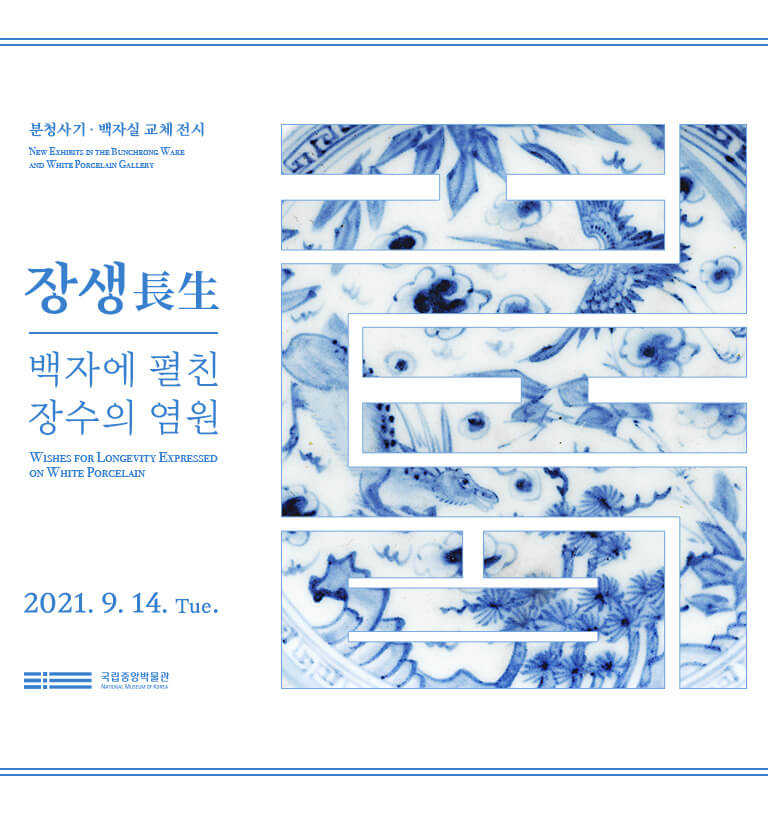 분청사기 · 백자실 교체 전시
New Exhibits in the Buncheong Ware
and White Porcelain Gallery
장생長生
백자에 펼친
장수의 염원
Wishes for Longevity Expressed
on White Porcelain
2021. 9. 14. Tue.
국립중앙박물관
National Museum of Korea